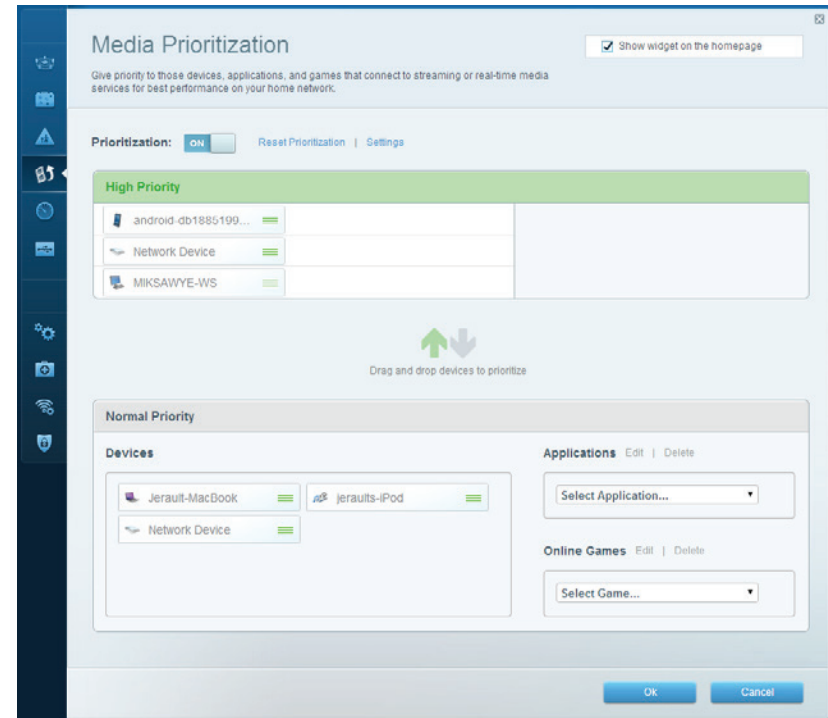 Media Prioritization
Show widget on the homepage
Give priority to those devices, applications, and games that connect to streaming or real-time media
services for best performance on your home network.
Prioritization: ON Reset Prioritization | Settings
High Priority
android-db1885199...
Network Device
MIKSAWYE-WS
Drag and drop devices to prioritize
Normal Priority
Devices
Jerault-MacBook
jeraults-iPod
Network Device
Applications Edit | Delete
Select Application...
Online Games Edit | Delete
Select Game...
Ok
Cancel